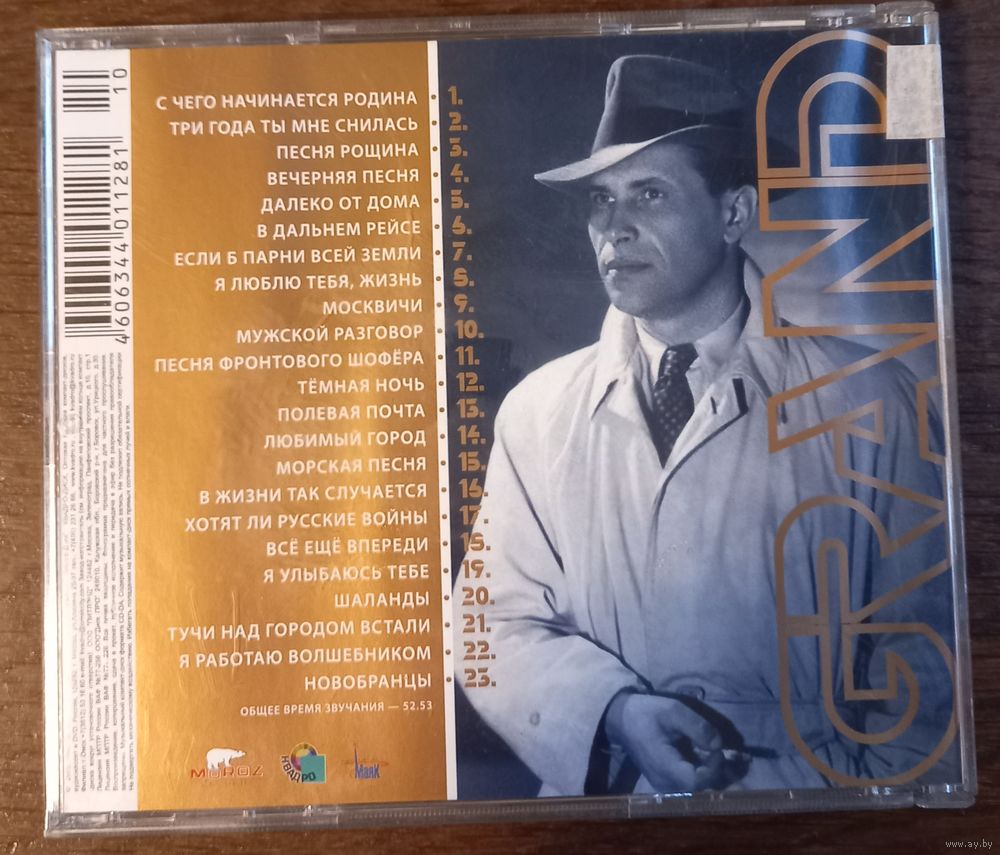 С ЧЕГО НАЧИНАЕТСЯ РОДИНА • 1.
ТРИ ГОДА ТЫ МНЕ СНИЛАСЬ • 2.
ПЕСНЯ РОЩИНА • 3.
ВЕЧЕРНЯЯ ПЕСНЯ • 4.
ДАЛЕКО ОТ ДОМА • 5.
В ДАЛЬНЕМ РЕЙСЕ • 6.
ЕСЛИ Б ПАРНИ ВСЕЙ ЗЕМЛИ • 7.
Я ЛЮБЛЮ ТЕБЯ, ЖИЗНЬ • 8.
МОСКВИЧИ • 9.
МУЖСКОЙ РАЗГОВОР • 10.
ПЕСНЯ ФРОНТОВОГО ШОФЁРА • 11.
ТЁМНАЯ НОЧЬ • 12.
ПОЛЕВАЯ ПОЧТА • 13.
ЛЮБИМЫЙ ГОРОД • 14.
МОРСКАЯ ПЕСНЯ • 15.
В ЖИЗНИ ТАК СЛУЧАЕТСЯ • 16.
ХОТЯТ ЛИ РУССКИЕ ВОЙНЫ • 17.
ВСЁ ЕЩЁ ВПЕРЕДИ • 18.
Я УЛЫБАЮСЬ ТЕБЕ • 19.
ШАЛАНДЫ • 20.
ТУЧИ НАД ГОРОДОМ ВСТАЛИ • 21.
Я РАБОТАЮ ВОЛШЕБНИКОМ • 22.
НОВОБРАНЦЫ • 23.
ОБЩЕЕ ВРЕМЯ ЗВУЧАНИЯ — 52.53
MOROZ
КВАДРО
Маяк
GRAND
10
4 606344 011281
www.ay.by